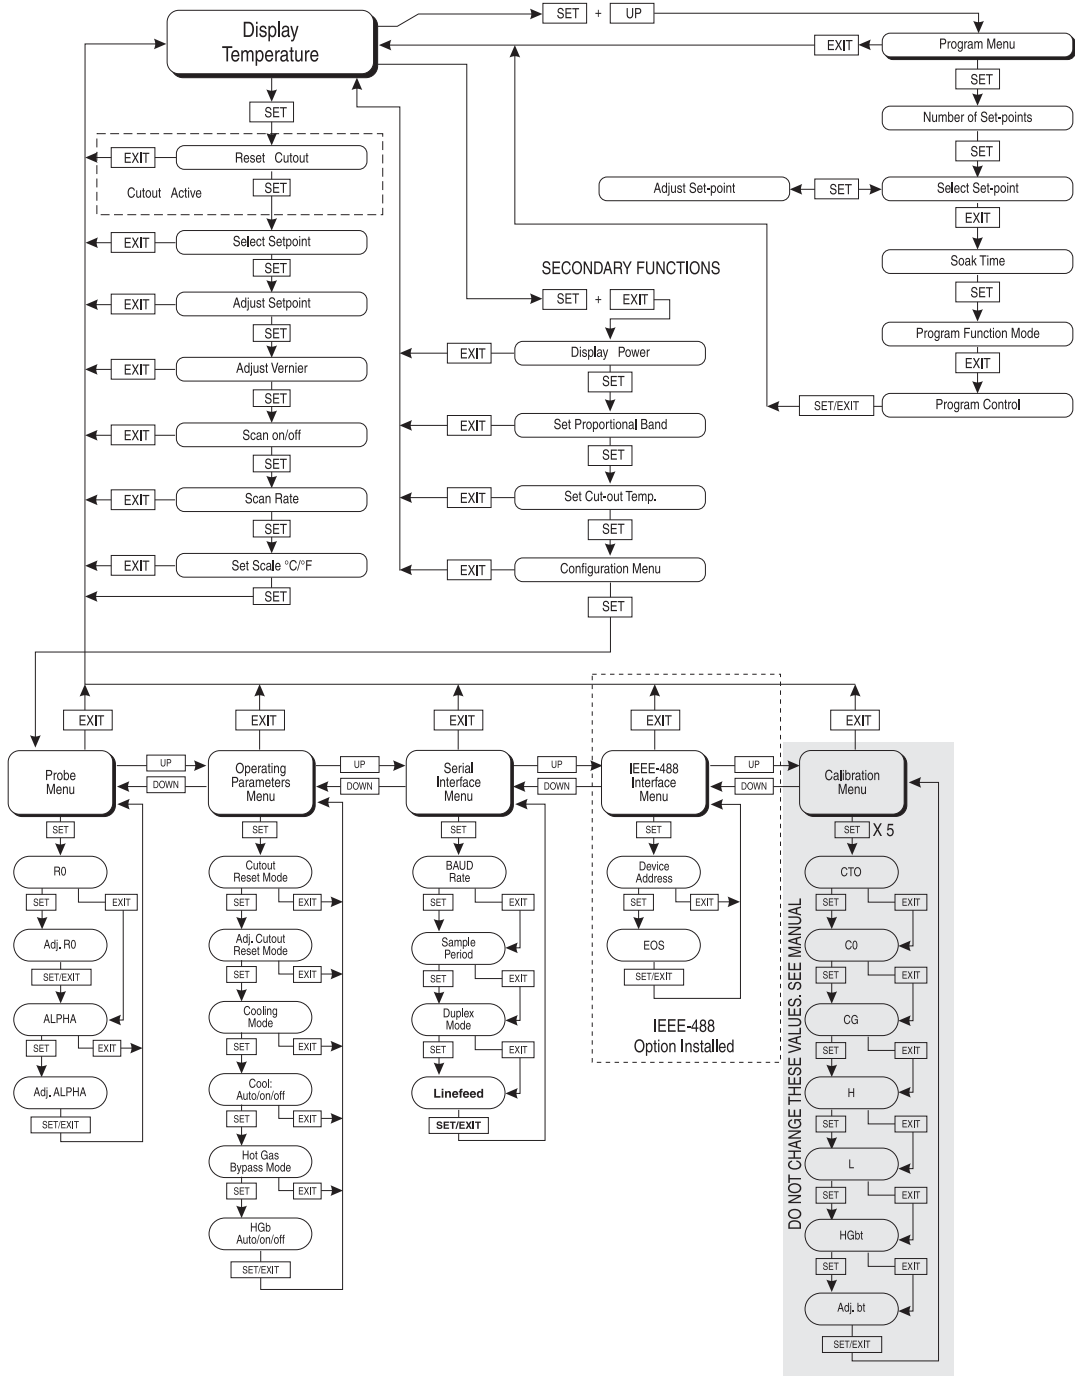 Display
Temperature
SET + UP
EXIT
Program Menu
SET
Number of Set-points
SET
Adjust Set-point
SET
Select Set-point
EXIT
Soak Time
SET
Program Function Mode
EXIT
SET/EXIT
Program Control
SET
EXIT
Reset Cutout
Cutout Active
SET
EXIT
Select Setpoint
SET
EXIT
Adjust Setpoint
SET
EXIT
Adjust Vernier
SET
EXIT
Scan on/off
SET
EXIT
Scan Rate
SET
EXIT
Set Scale °C/°F
SET
SECONDARY FUNCTIONS
SET + EXIT
EXIT
Display Power
SET
EXIT
Set Proportional Band
SET
EXIT
Set Cut-out Temp.
SET
EXIT
Configuration Menu
SET
EXIT
Probe
Menu
UP
DOWN
SET
R0
SET
EXIT
Adj. R0
SET/EXIT
ALPHA
SET
EXIT
Adj. ALPHA
SET/EXIT
EXIT
Operating
Parameters
Menu
UP
DOWN
SET
Cutout
Reset Mode
SET
EXIT
Adj. Cutout
Reset Mode
SET
EXIT
Cooling
Mode
SET
EXIT
Cool:
Auto/on/off
SET
EXIT
Hot Gas
Bypass Mode
SET
EXIT
HGb
Auto/on/off
SET/EXIT
EXIT
Serial
Interface
Menu
UP
DOWN
SET
BAUD
Rate
SET
EXIT
Sample
Period
SET
EXIT
Duplex
Mode
SET
EXIT
Linefeed
SET/EXIT
EXIT
IEEE-488
Interface
Menu
UP
DOWN
SET
Device
Address
SET
EXIT
EOS
SET/EXIT
IEEE-488
Option Installed
EXIT
Calibration
Menu
SET X 5
CTO
SET
EXIT
C0
SET
EXIT
CG
SET
EXIT
H
SET
EXIT
L
SET
EXIT
HGbt
SET
EXIT
Adj. bt
SET/EXIT
DO NOT CHANGE THESE VALUES. SEE MANUAL